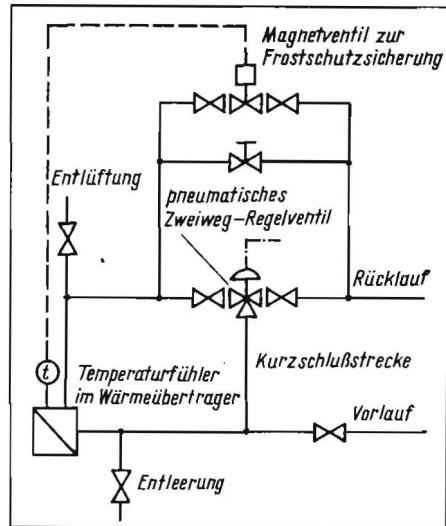 Magnetventil zur
Frostschutzsicherung
Entlüftung
pneumatisches
Zweiweg-Regelventil
Rücklauf
t
Temperaturfühler
im Wärmeübertrager
Kurzschlußstrecke
Vorlauf
Entleerung